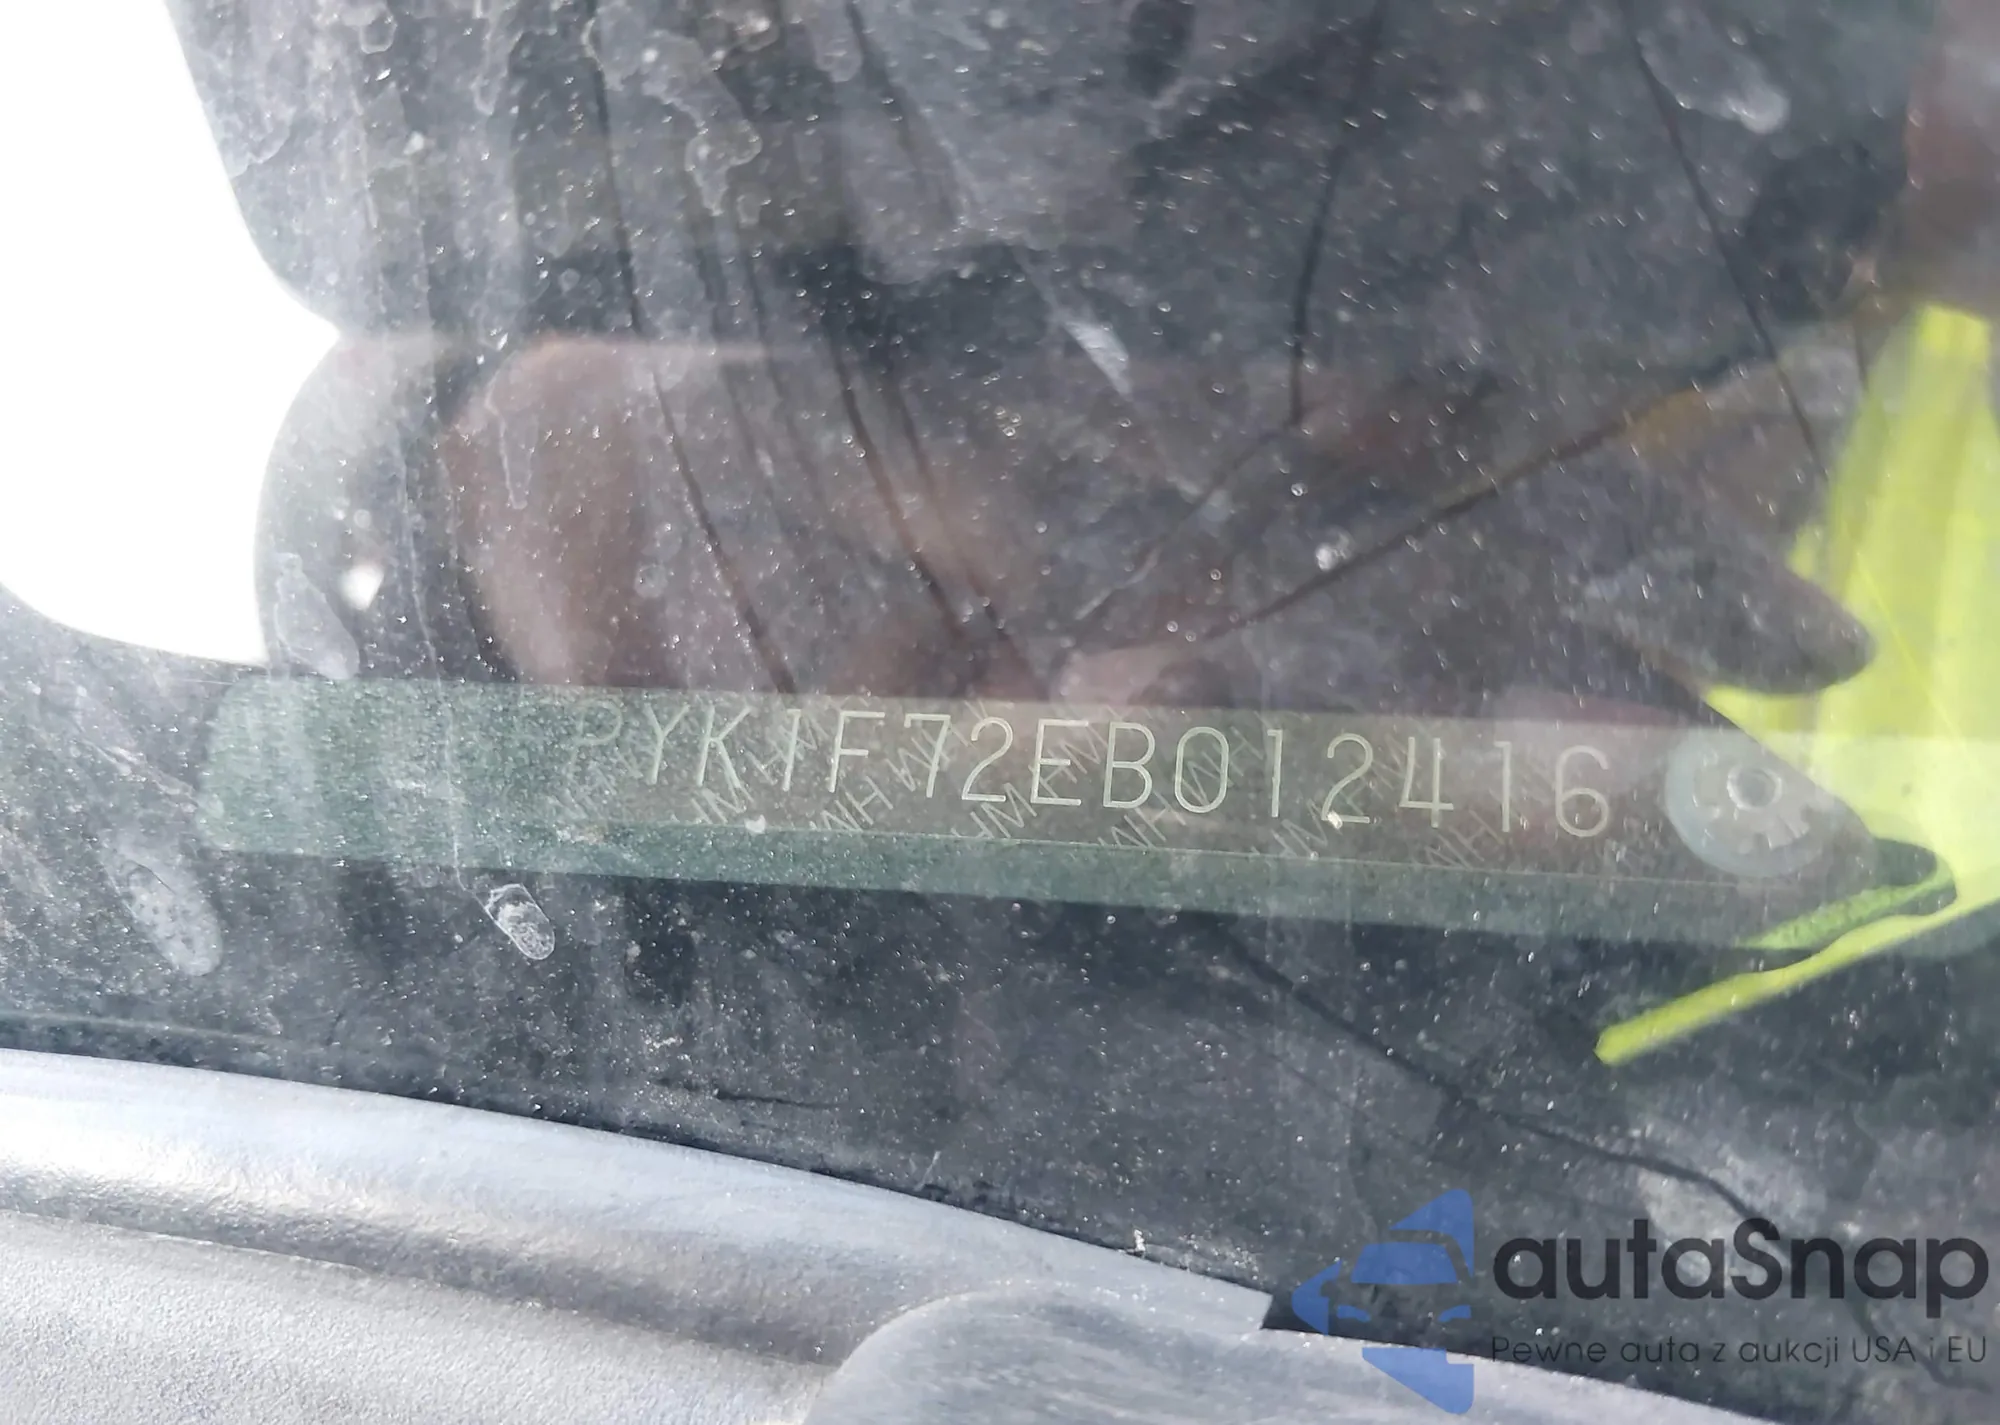 PYK1F72EB012416
autaSnap
Pewne auta z aukcji USA i EU